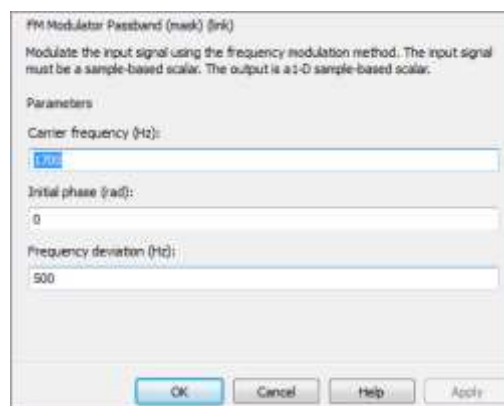 FM Modulator Passband (mask) (link)
Modulate the input signal using the frequency modulation method. The input signal
must be a sample-based scalar. The output is a 1-D sample-based scalar.
Parameters
Carrier frequency (Hz):
1700
Initial phase (rad):
0
Frequency deviation (Hz):
500
OK Cancel Help Apply